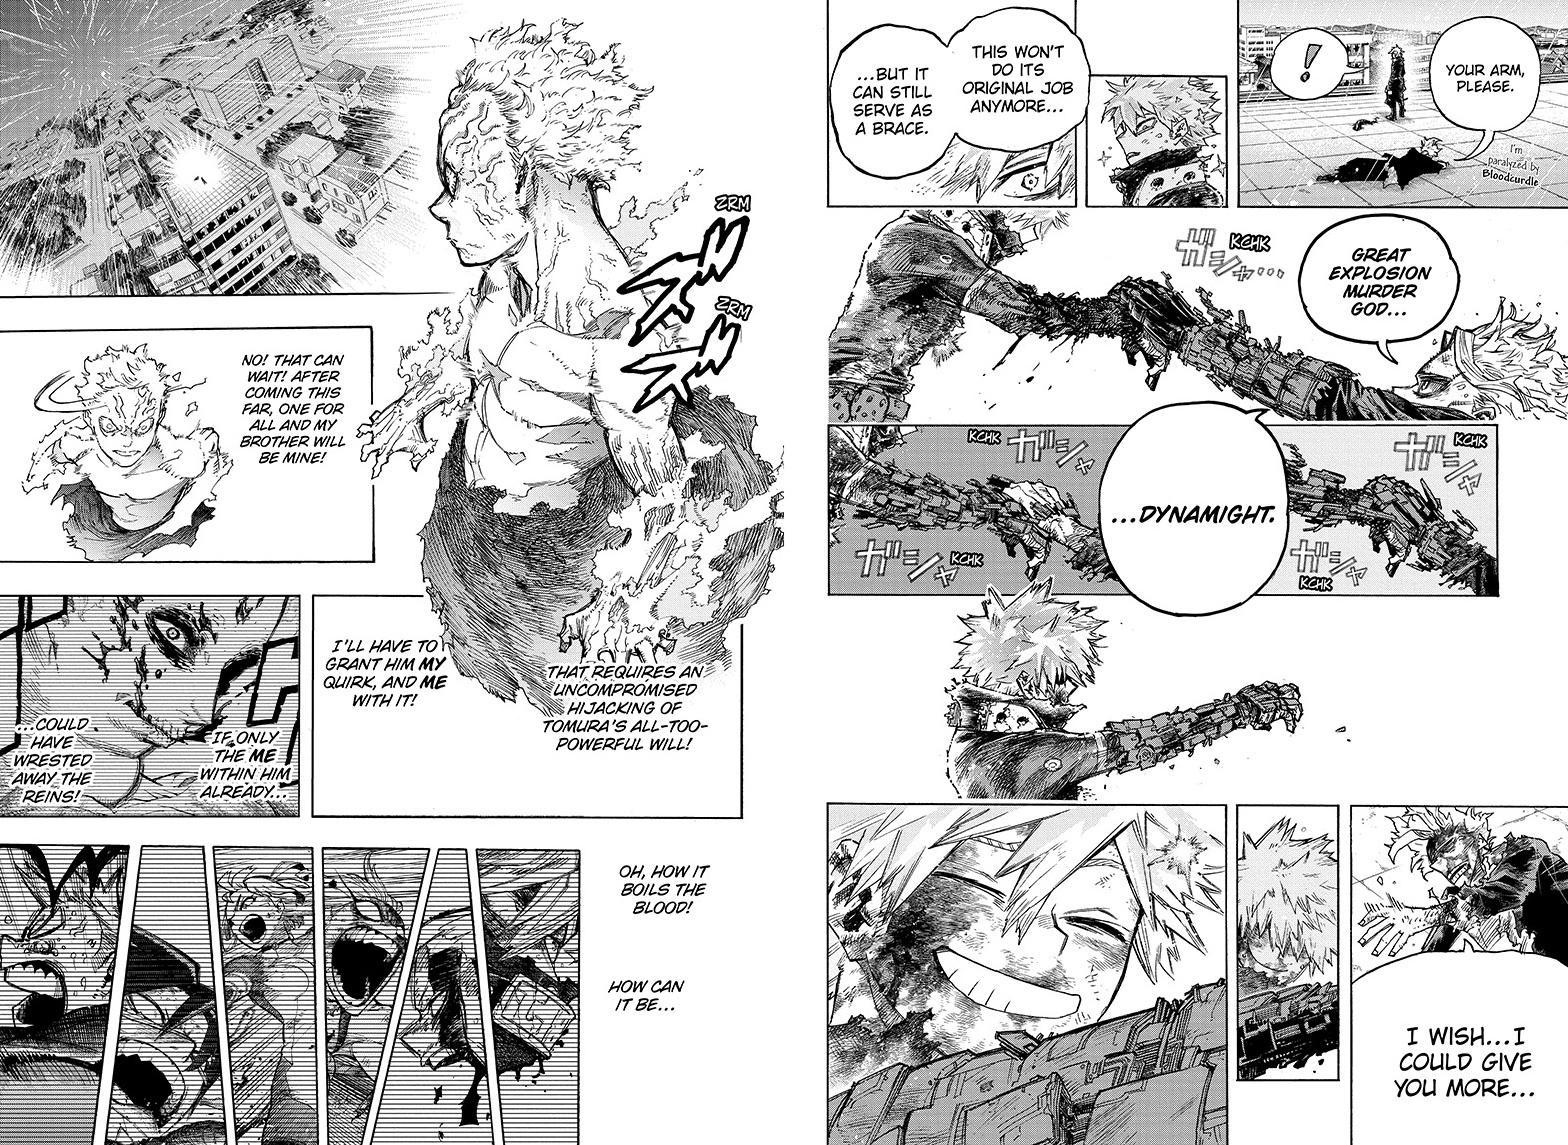 YOUR ARM,
PLEASE.
!
I'm
paralyzed by
Bloodcurdle
THIS WON'T
DO ITS
ORIGINAL JOB
ANYMORE...
...BUT IT
CAN STILL
SERVE AS
A BRACE.
GREAT
EXPLOSION
MURDER
GOD...
KCHK
ガシャ...
KCHK
ガシャ
...DYNAMIGHT.
KCHK
ガシャ
KCHK
ガシャ
KCHK
ガシャ
I WISH...I
COULD GIVE
YOU MORE...
ZRM
ズッ
ZRM
ズッ
NO! THAT CAN
WAIT! AFTER
COMING THIS
FAR, ONE FOR
ALL AND MY
BROTHER WILL
BE MINE!
THAT REQUIRES AN
UNCOMPROMISED
HIJACKING OF
TOMURA'S ALL-TOO-
POWERFUL WILL!
I'LL HAVE TO
GRANT HIM MY
QUIRK, AND ME
WITH IT!
IF ONLY
THE ME
WITHIN HIM
ALREADY...
...COULD
HAVE
WRESTED
AWAY THE
REINS!
OH, HOW IT
BOILS THE
BLOOD!
HOW CAN
IT BE...